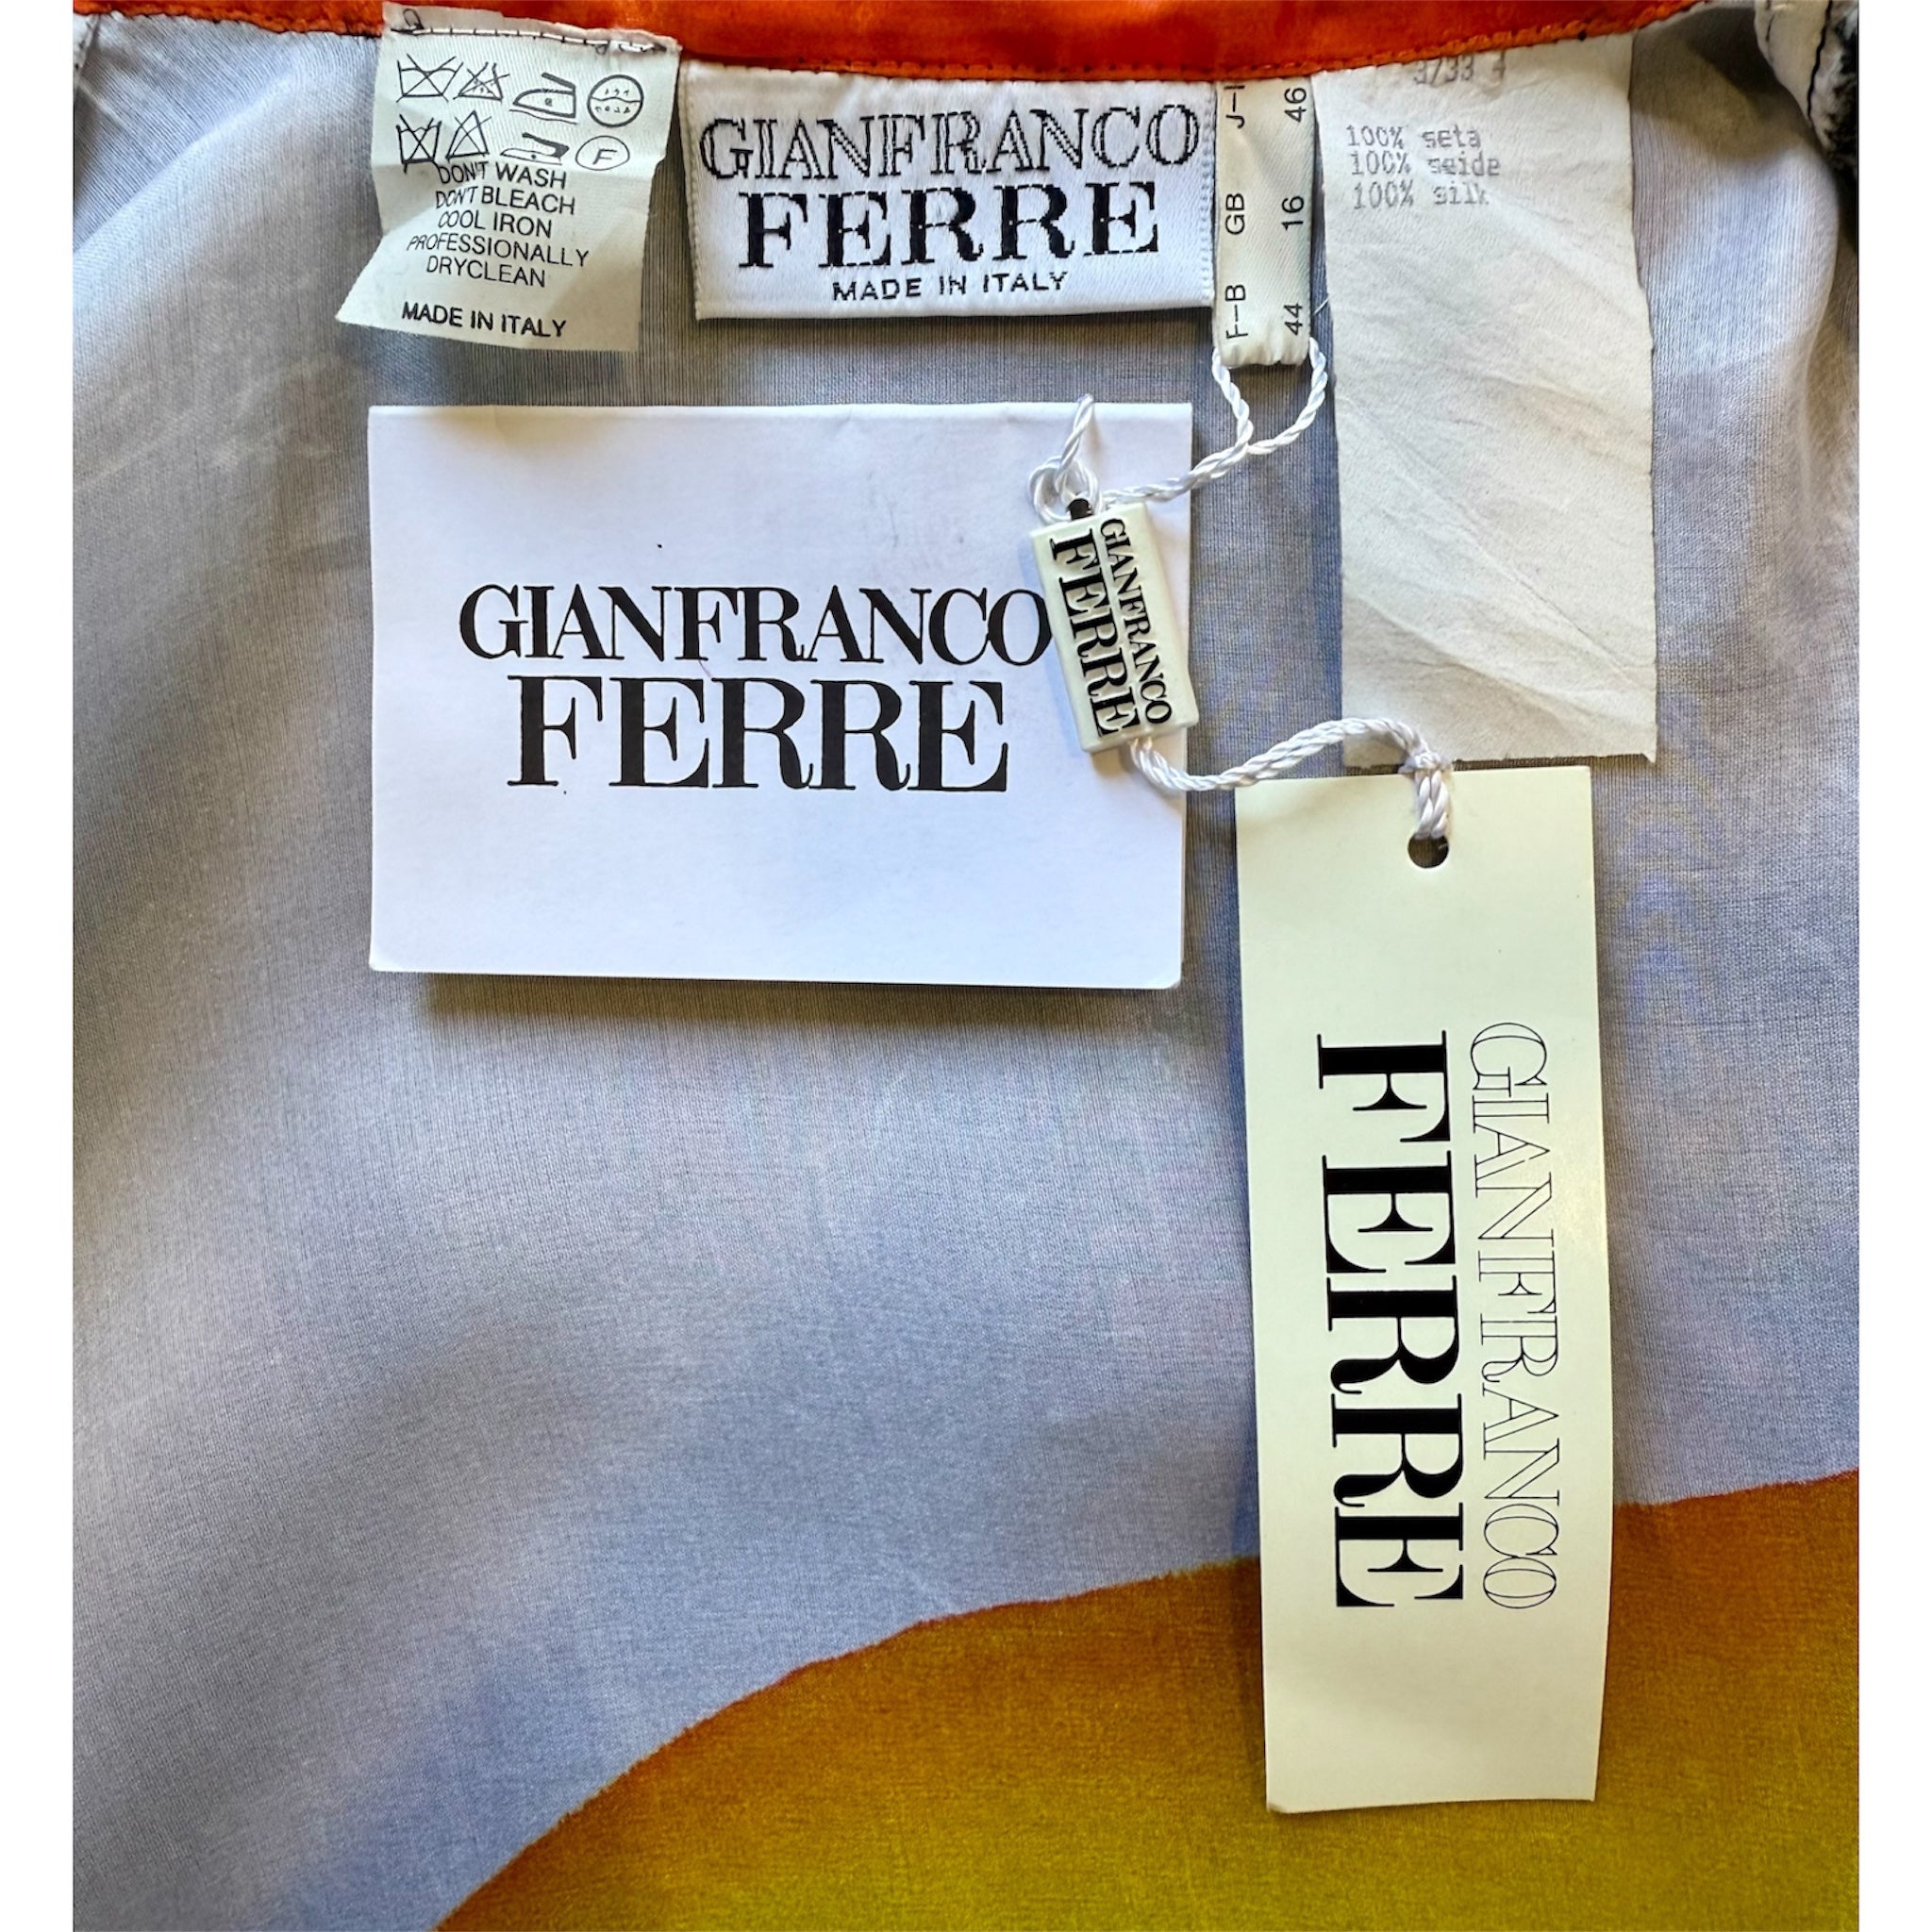 DON'T WASH
DON'T BLEACH
COOL IRON
PROFESSIONALLY
DRYCLEAN
MADE IN ITALY
F
GIANFRANCO
FERRE
MADE IN ITALY
J-I 46
GB 16
F-B 44
100% seta
100% seide
100% silk
GIANFRANCO
FERRE
GIANFRANCO
FERRE
GIANFRANCO
FERRE